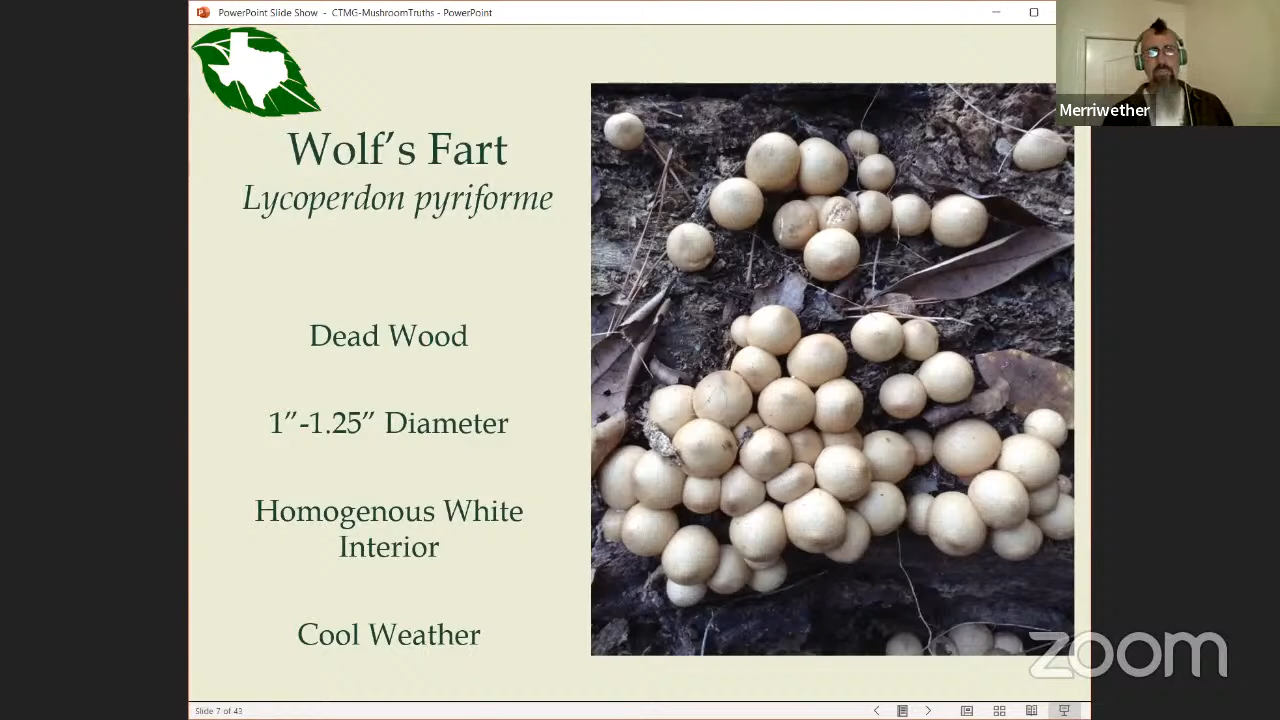 PowerPoint Slide Show - CTMG-MushroomTruths - PowerPoint
Merriwether
Wolf’s Fart
Lycoperdon pyriforme
Dead Wood
1”-1.25” Diameter
Homogenous White
Interior
Cool Weather
zoom
Slide 7 of 43